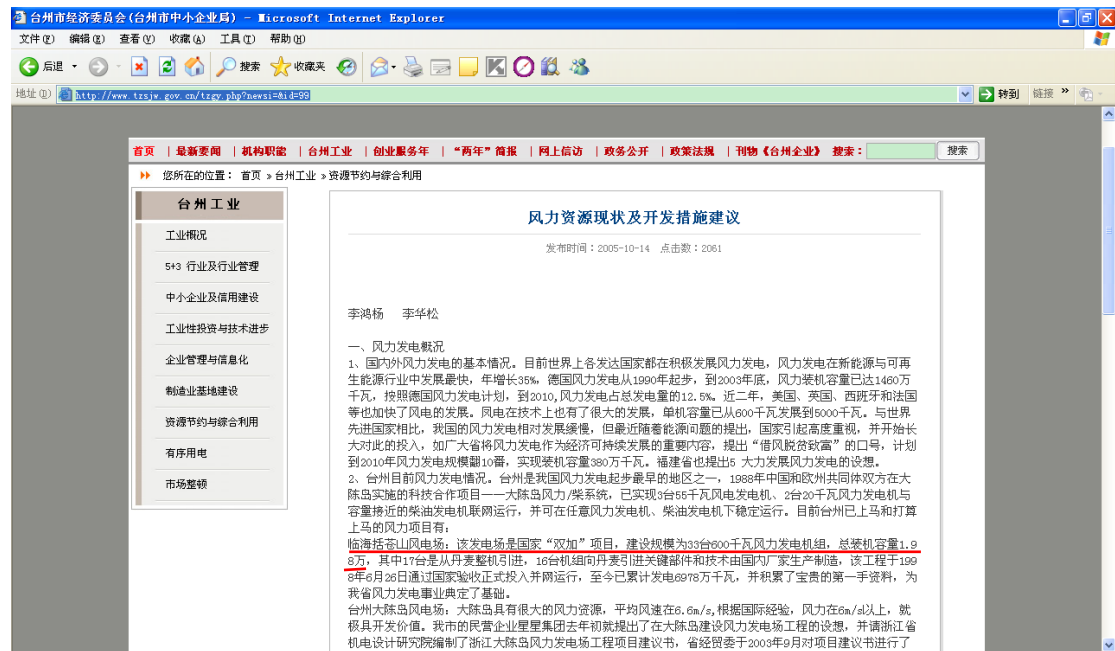 台州市经济委员会(台州市中小企业局) - Microsoft Internet Explorer
文件(F) 编辑(E) 查看(V) 收藏(A) 工具(T) 帮助(H)
后退 搜索 收藏夹
地址(D) http://www.tzsjw.gov.cn/tzgy.php?newsi=&id=99 转到 链接 »
首页 | 最新要闻 | 机构职能 | 台州工业 | 创业服务年 | “两年”简报 | 网上信访 | 政务公开 | 政策法规 | 刊物《台州企业》 搜索: 搜索
您所在的位置: 首页 » 台州工业 » 资源节约与综合利用
台州工业
工业概况
5+3 行业及行业管理
中小企业及信用建设
工业性投资与技术进步
企业管理与信息化
制造业基地建设
资源节约与综合利用
有序用电
市场整顿
风力资源现状及开发措施建议
发布时间:2005-10-14 点击数:2061
李鸿杨 李华松
一、风力发电概况
1、国内外风力发电的基本情况。目前世界上各发达国家都在积极发展风力发电,风力发电在新能源与可再
生能源行业中发展最快,年增长35%,德国风力发电从1990年起步,到2003年底,风力装机容量已达1460万
千瓦,按照德国风力发电计划,到2010,风力发电占总发电量的12.5%。近二年,美国、英国、西班牙和法国
等也加快了风电的发展。风电在技术上也有了很大的发展,单机容量已从600千瓦发展到5000千瓦。与世界
先进国家相比,我国的风力发电相对发展缓慢,但最近随着能源问题的提出,国家引起高度重视,并开始长
大对此的投入,如广大省将风力发电作为经济可持续发展的重要内容,提出“借风脱贫致富”的口号,计划
到2010年风力发电规模翻10番,实现装机容量380万千瓦。福建省也提出5 大力发展风力发电的设想。
2、台州目前风力发电情况。台州是我国风力发电起步最早的地区之一,1988年中国和欧州共同体双方在大
陈岛实施的科技合作项目——大陈岛风力/柴系统,已实现3台55千瓦风电发电机、2台20千瓦风力发电机与
容量接近的柴油发电机联网运行,并可在任意风力发电机、柴油发电机下稳定运行。目前台州已上马和打算
上马的风力项目有:
临海括苍山风电场:该发电场是国家“双加”项目,建设规模为33台600千瓦风力发电机组,总装机容量1.9
8万,其中17台是从丹麦整机引进,16台机组向丹麦引进关键部件和技术由国内厂家生产制造,该工程于199
8年6月26日通过国家验收正式投入并网运行,至今已累计发电6978万千瓦,并积累了宝贵的第一手资料,为
我省风力发电事业典定了基础。
台州大陈岛风电场:大陈岛具有很大的风力资源,平均风速在6.6m/s,根据国际经验,风力在6m/s以上,就
极具开发价值。我市的民营企业星星集团去年初就提出了在大陈岛建设风力发电场工程的设想,并请浙江省
机电设计研究院编制了浙江大陈岛风力发电场工程项目建议书,省经贸委于2003年9月对项目建议书进行了